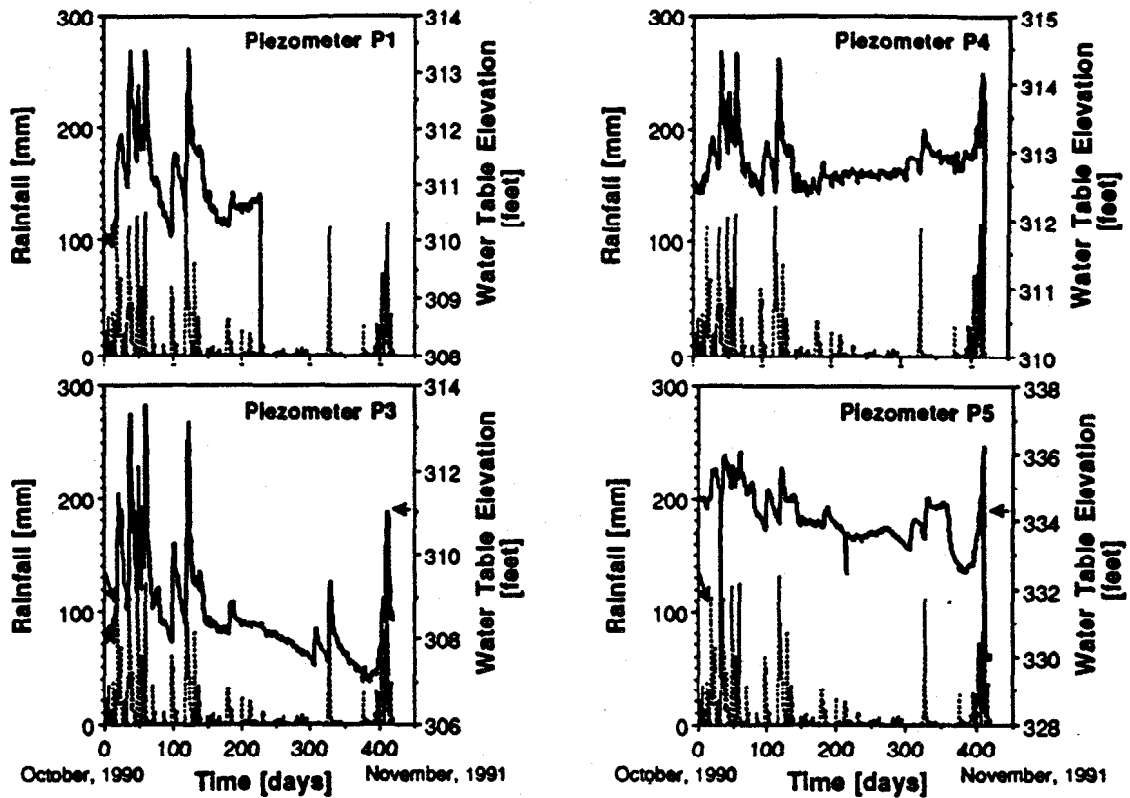 Piezometer P1
300
200
100
0
Rainfall [mm]
314
313
312
311
310
309
308
Water Table Elevation
[feet]
Piezometer P4
300
200
100
0
Rainfall [mm]
315
314
313
312
311
310
Water Table Elevation
[feet]
Piezometer P3
300
200
100
0
Rainfall [mm]
314
312
310
308
306
Water Table Elevation
[feet]
0 100 200 300 400
October, 1990 Time [days] November, 1991
Piezometer P5
300
200
100
0
Rainfall [mm]
338
336
334
332
330
328
Water Table Elevation
[feet]
0 100 200 300 400
October, 1990 Time [days] November, 1991